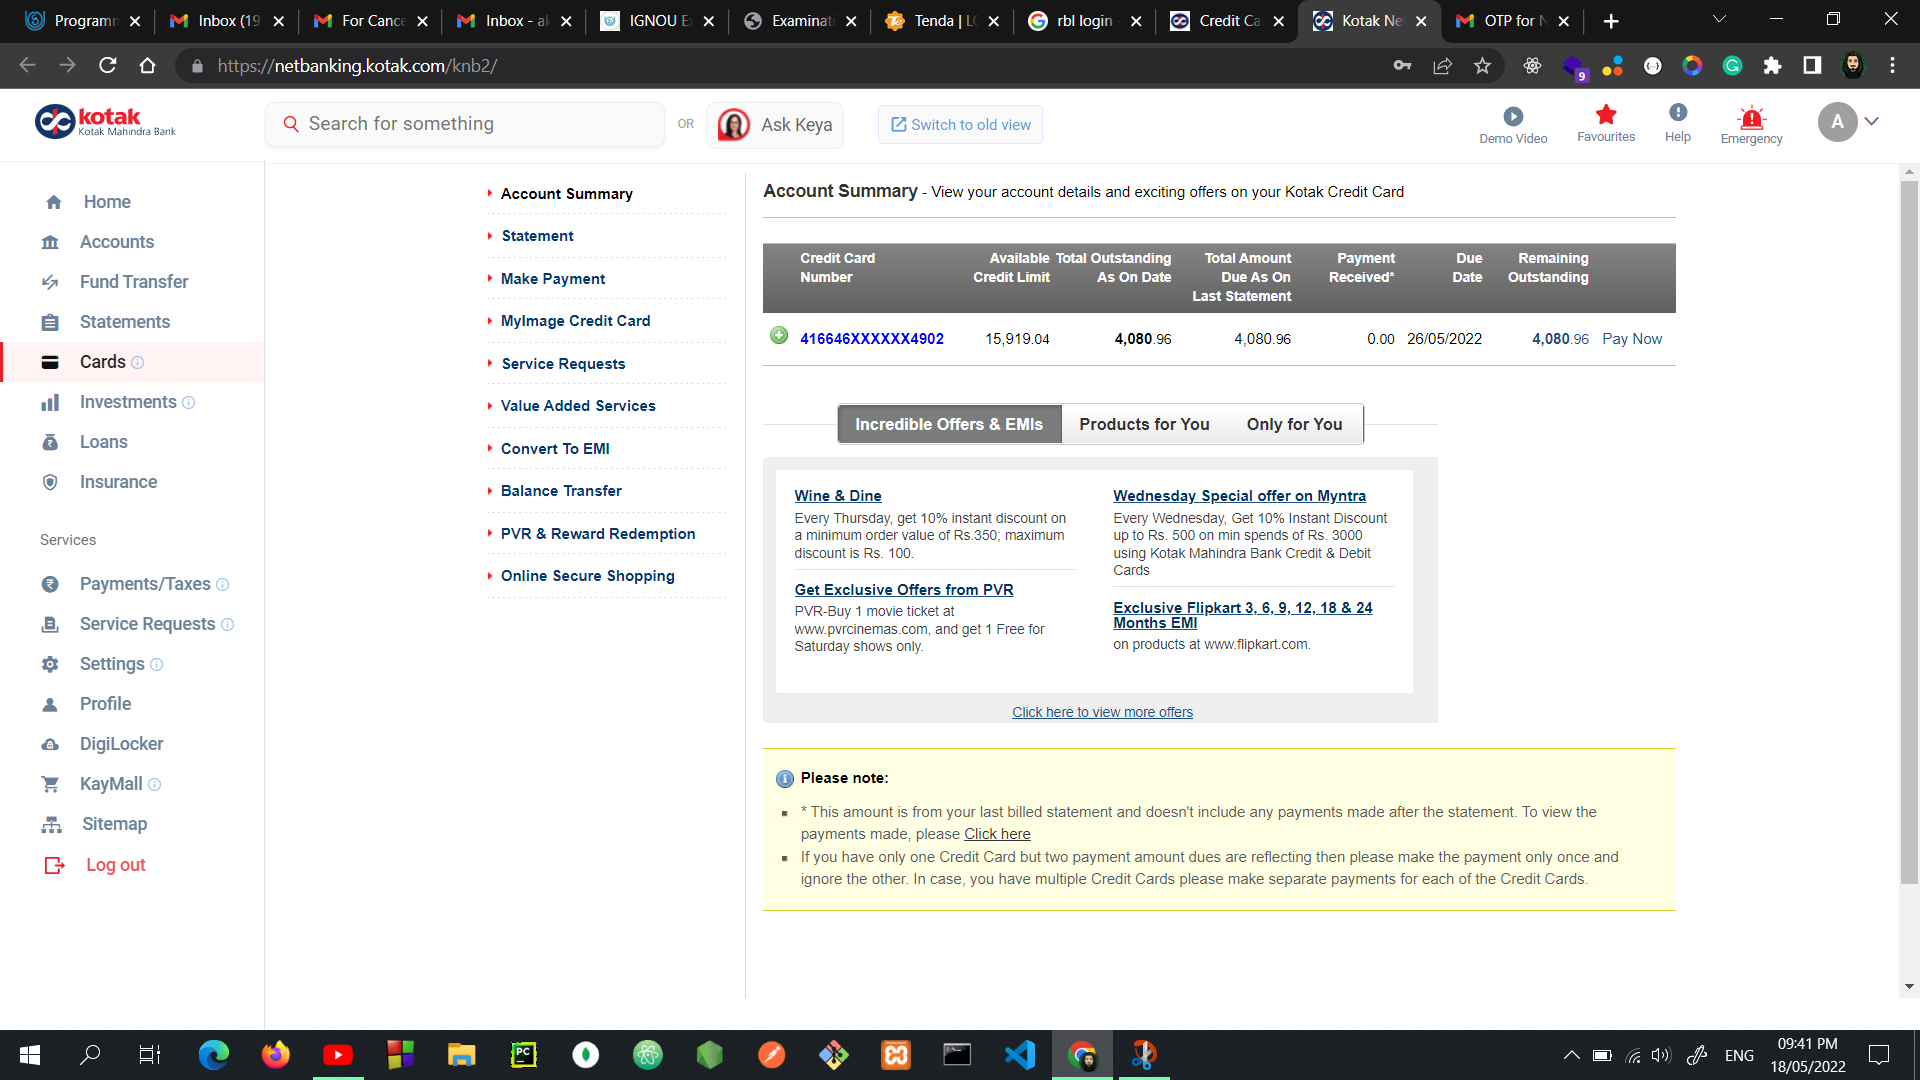 Programm
Inbox (19
For Cance
Inbox - al
IGNOU E
Examinati
Tenda | LO
rbl login -
Credit Ca
Kotak Ne
OTP for N
https://netbanking.kotak.com/knb2/
9
kotak
Kotak Mahindra Bank
Search for something
OR
Ask Keya
Switch to old view
Demo Video
Favourites
Help
Emergency
A
Home
Accounts
Fund Transfer
Statements
Cards
Investments
Loans
Insurance
Services
Payments/Taxes
Service Requests
Settings
Profile
DigiLocker
KayMall
Sitemap
Log out
Account Summary
Statement
Make Payment
MyImage Credit Card
Service Requests
Value Added Services
Convert To EMI
Balance Transfer
PVR & Reward Redemption
Online Secure Shopping
Account Summary - View your account details and exciting offers on your Kotak Credit Card
Credit Card Available Total Outstanding Total Amount Payment Due Remaining
Number Credit Limit As On Date Due As On Received* Date Outstanding
Last Statement
416646XXXXXX4902 15,919.04 4,080.96 4,080.96 0.00 26/05/2022 4,080.96 Pay Now
Incredible Offers & EMIs Products for You Only for You
Wine & Dine
Every Thursday, get 10% instant discount on
a minimum order value of Rs.350; maximum
discount is Rs. 100.
Get Exclusive Offers from PVR
PVR-Buy 1 movie ticket at
www.pvrcinemas.com, and get 1 Free for
Saturday shows only.
Wednesday Special offer on Myntra
Every Wednesday, Get 10% Instant Discount
up to Rs. 500 on min spends of Rs. 3000
using Kotak Mahindra Bank Credit & Debit
Cards
Exclusive Flipkart 3, 6, 9, 12, 18 & 24
Months EMI
on products at www.flipkart.com.
Click here to view more offers
Please note:
* This amount is from your last billed statement and doesn't include any payments made after the statement. To view the
payments made, please Click here
If you have only one Credit Card but two payment amount dues are reflecting then please make the payment only once and
ignore the other. In case, you have multiple Credit Cards please make separate payments for each of the Credit Cards.
PC
ENG
09:41 PM
18/05/2022